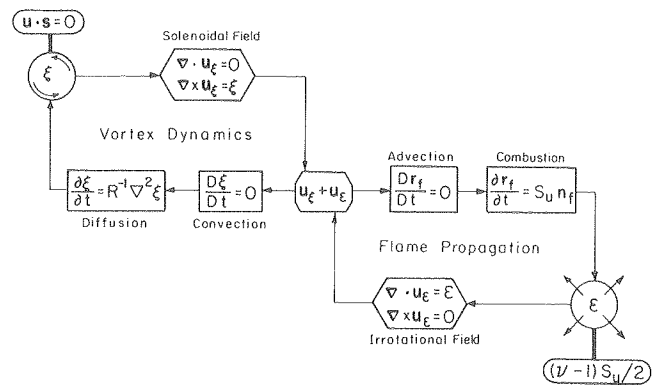 u · s = 0
Solenoidal Field
ξ
∇ · u_ξ = 0
∇ x u_ξ = ξ
Vortex Dynamics
∂ξ/∂t = R⁻¹ ∇² ξ
Diffusion
Dξ/Dt = 0
Convection
u_ξ + u_ε
Advection
Dr_f/Dt = 0
Combustion
∂r_f/∂t = S_u n_f
Flame Propagation
∇ · u_ε = ε
∇ x u_ε = 0
Irrotational Field
ε
(ν - 1) S_u / 2